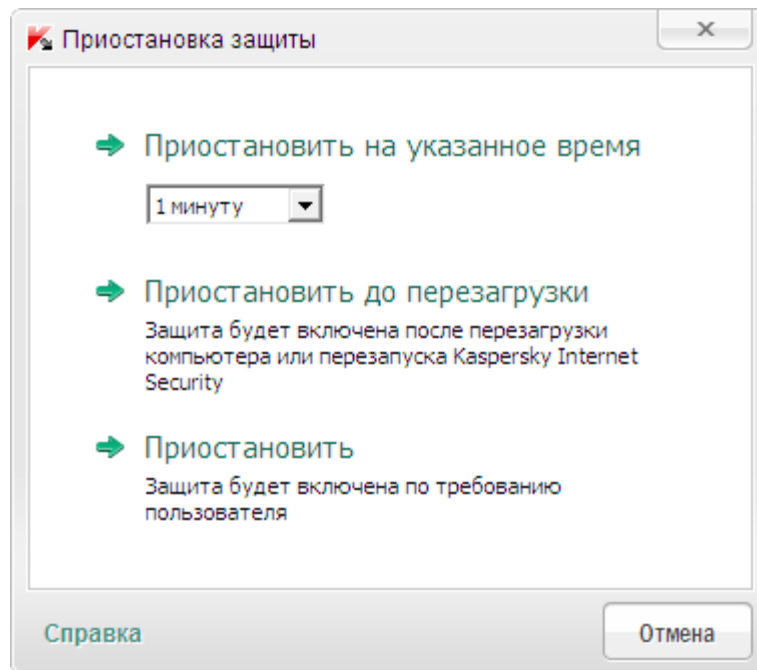 Приостановка защиты
Приостановить на указанное время
1 минуту
Приостановить до перезагрузки
Защита будет включена после перезагрузки
компьютера или перезапуска Kaspersky Internet
Security
Приостановить
Защита будет включена по требованию
пользователя
Справка
Отмена